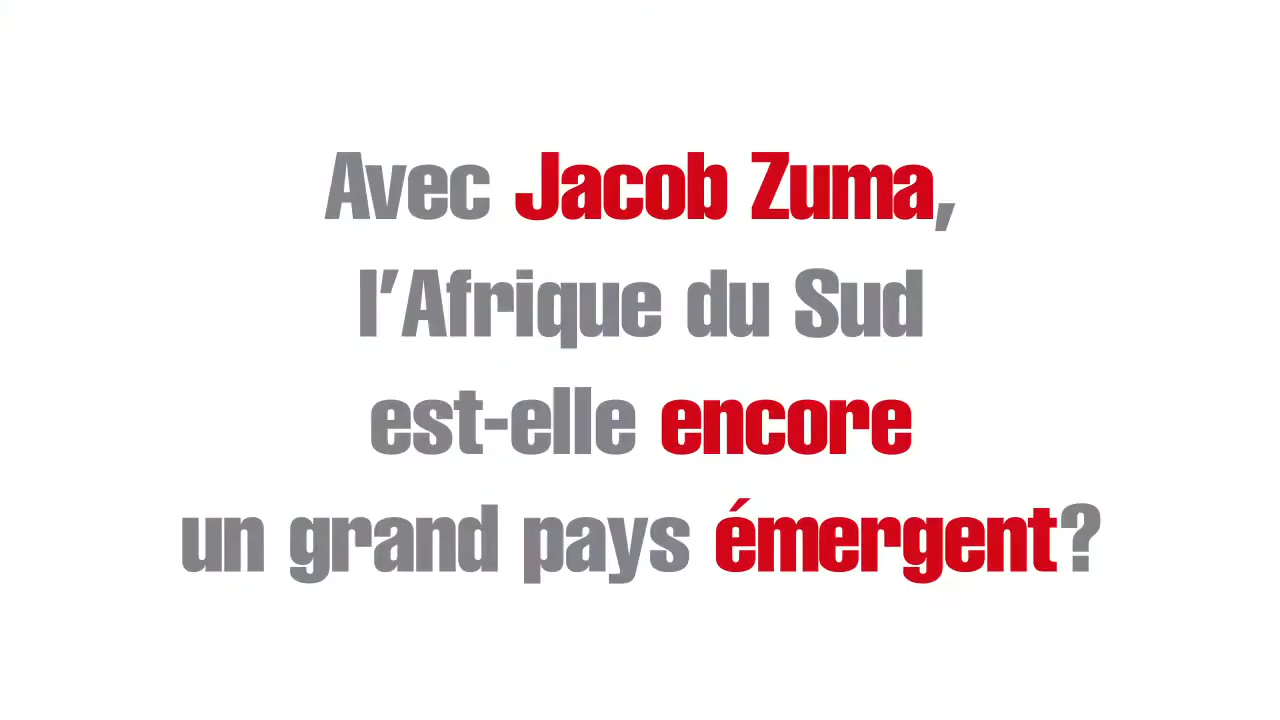 Avec Jacob Zuma,
l’Afrique du Sud
est-elle encore
un grand pays émergent?